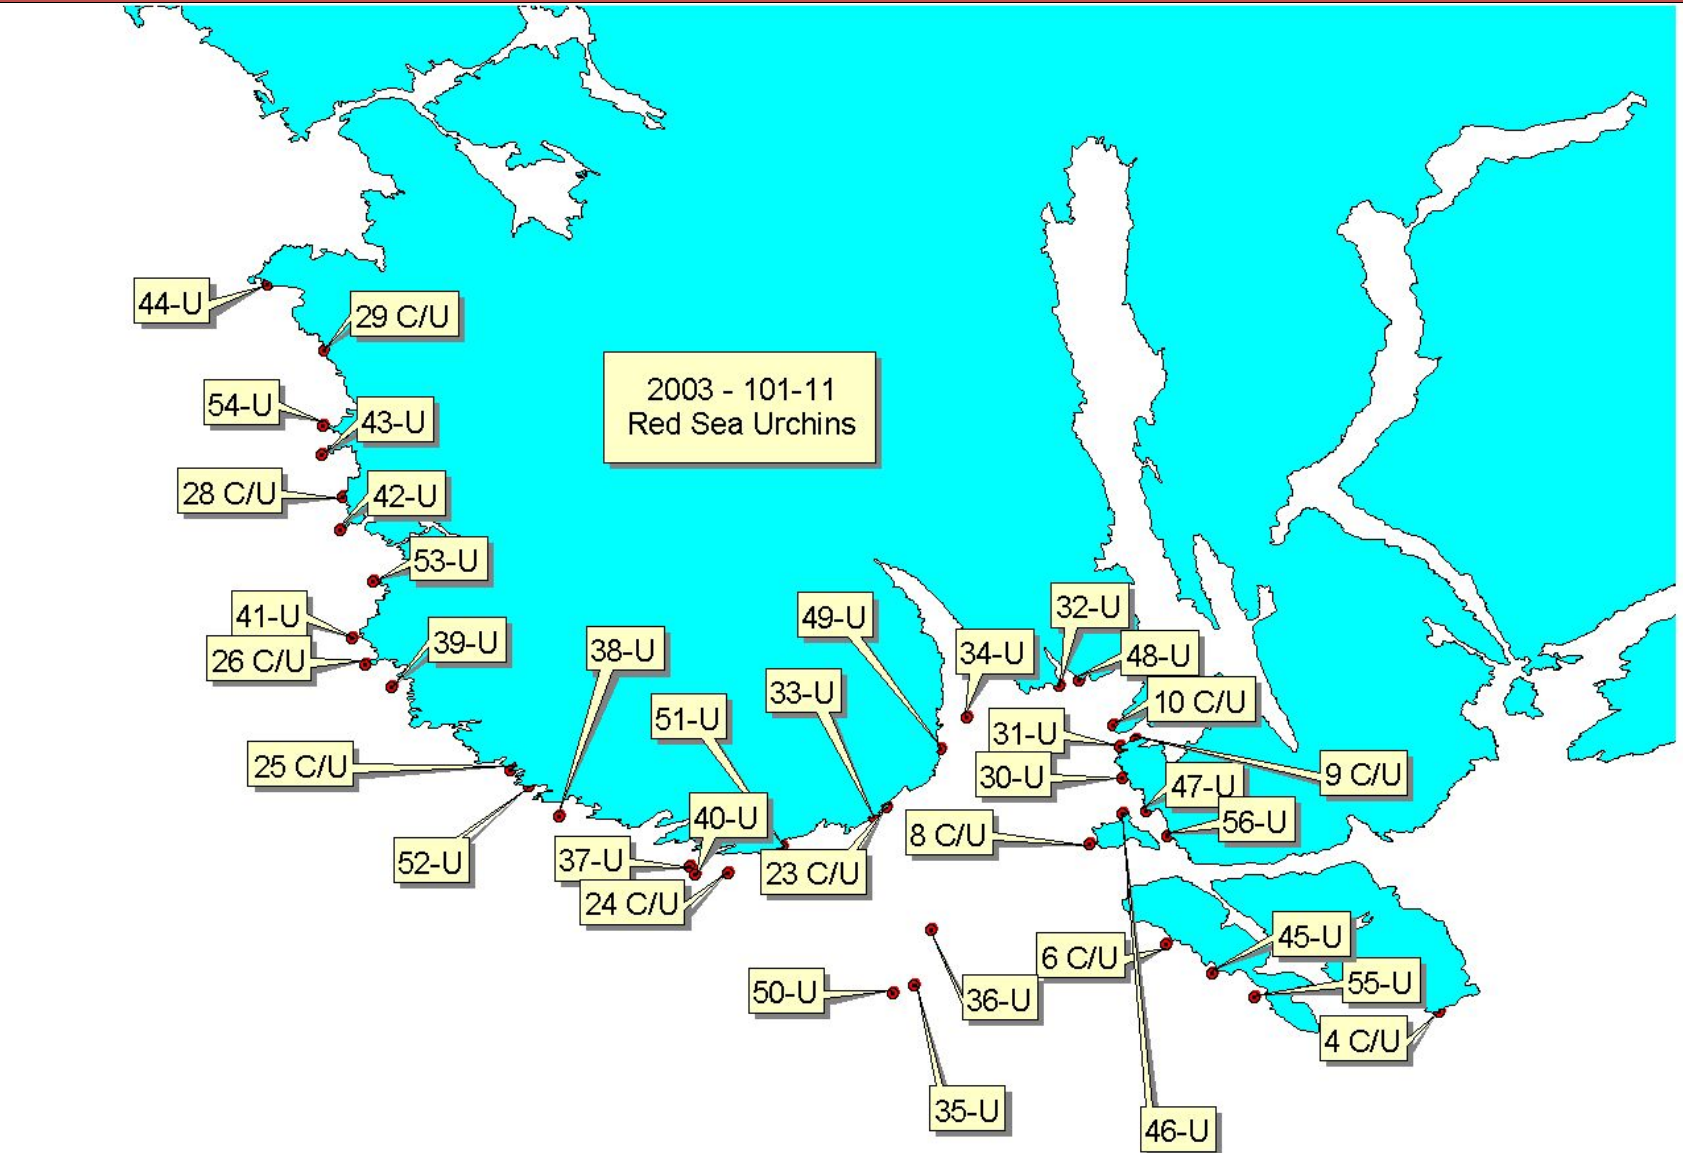 44-U
29 C/U
2003 - 101-11
Red Sea Urchins
54-U
43-U
28 C/U
42-U
53-U
41-U
39-U
26 C/U
38-U
49-U
32-U
34-U
48-U
33-U
51-U
10 C/U
31-U
25 C/U
30-U
9 C/U
47-U
40-U
56-U
8 C/U
52-U
37-U
23 C/U
24 C/U
45-U
6 C/U
55-U
50-U
36-U
4 C/U
35-U
46-U